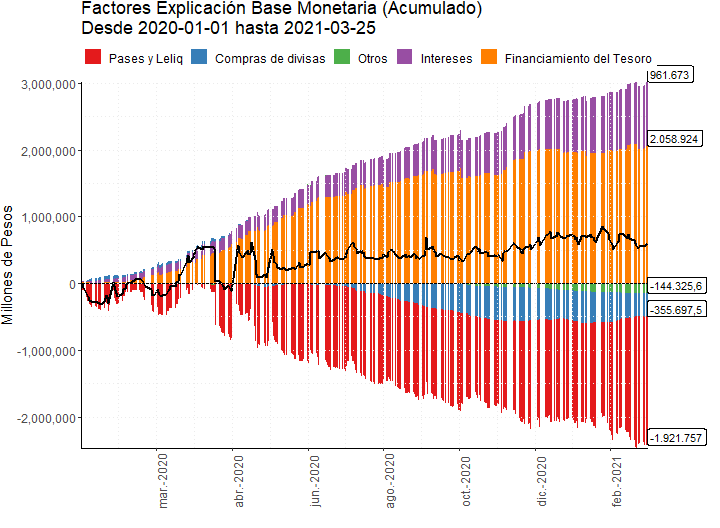 Factores Explicación Base Monetaria (Acumulado)
Desde 2020-01-01 hasta 2021-03-25
Pases y Leliq Compras de divisas Otros Intereses Financiamiento del Tesoro
961.673
3,000,000
2.058.924
2,000,000
1,000,000
Millones de Pesos
0
-144.325,6
-355.697,5
-1,000,000
-2,000,000
-1.921.757
mar.-2020
abr.-2020
jun.-2020
ago.-2020
oct.-2020
dic.-2020
feb.-2021